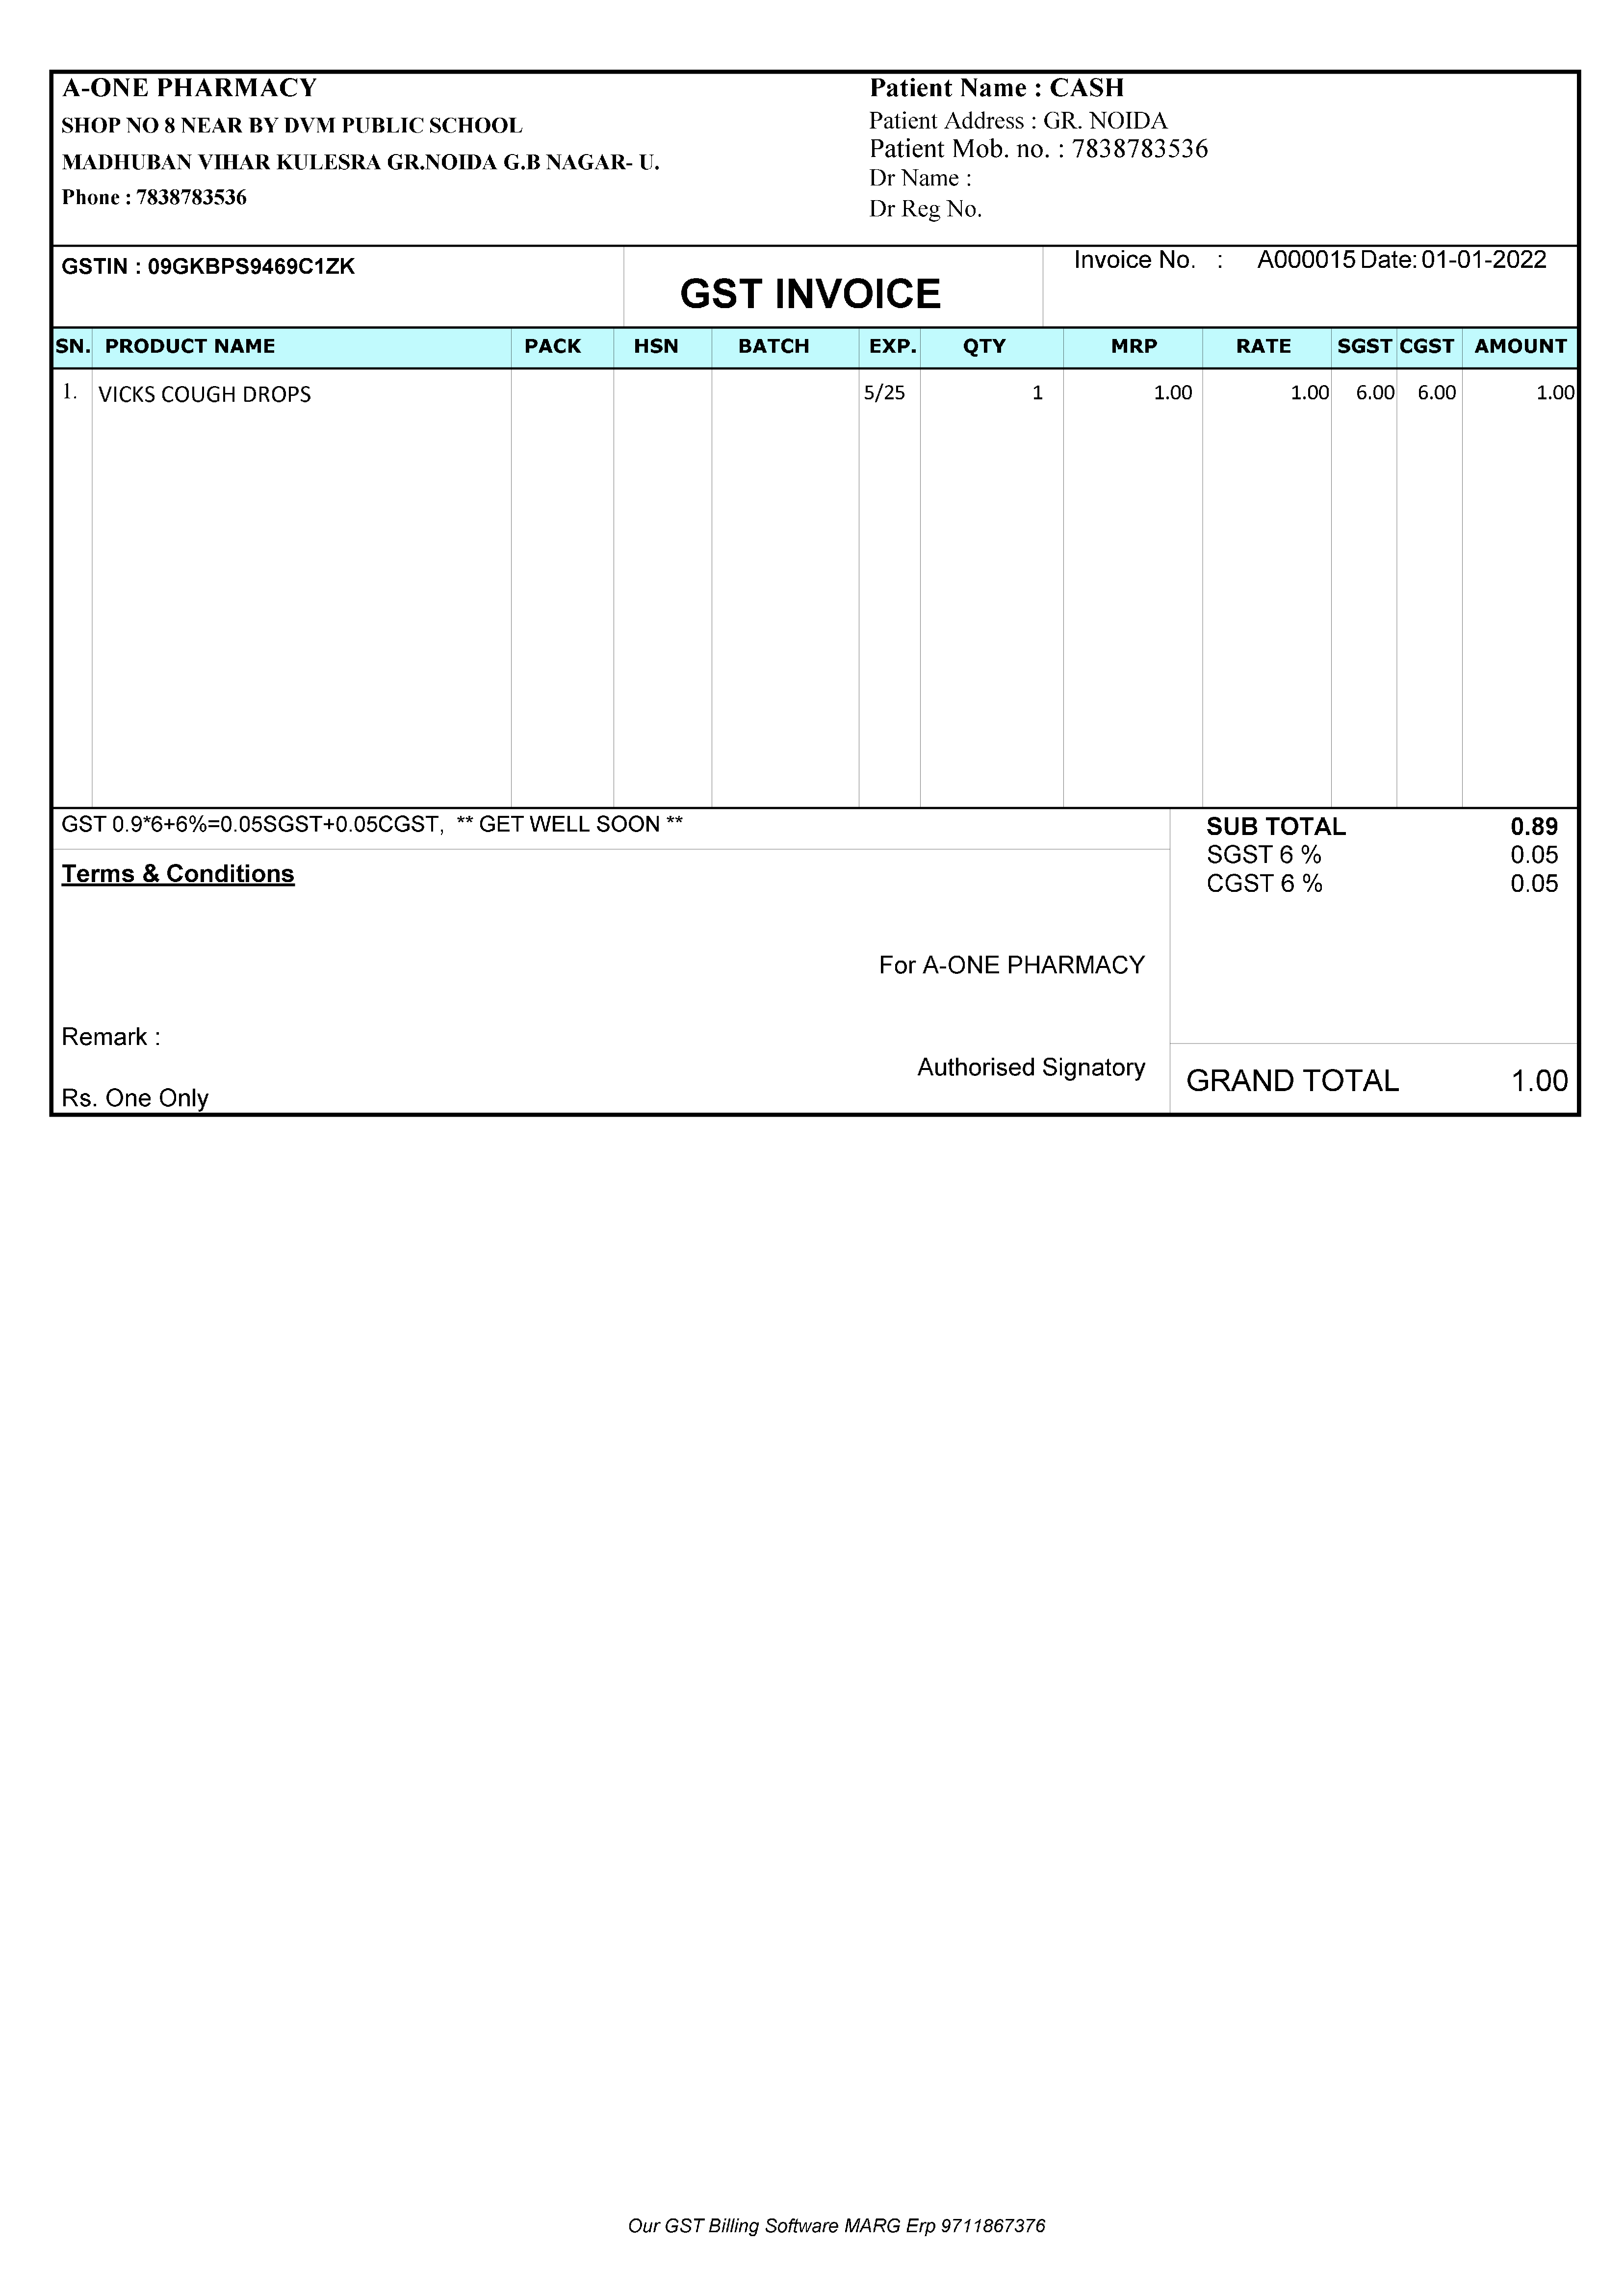 A-ONE PHARMACY
SHOP NO 8 NEAR BY DVM PUBLIC SCHOOL
MADHUBAN VIHAR KULESRA GR.NOIDA G.B NAGAR- U.
Phone : 7838783536
Patient Name : CASH
Patient Address : GR. NOIDA
Patient Mob. no. : 7838783536
Dr Name :
Dr Reg No.
GSTIN : 09GKBPS9469C1ZK
GST INVOICE
Invoice No. : A000015 Date: 01-01-2022
SN. PRODUCT NAME PACK HSN BATCH EXP. QTY MRP RATE SGST CGST AMOUNT
1. VICKS COUGH DROPS 5/25 1 1.00 1.00 6.00 6.00 1.00
GST 0.9*6+6%=0.05SGST+0.05CGST, ** GET WELL SOON **
Terms & Conditions
For A-ONE PHARMACY
Remark :
Authorised Signatory
Rs. One Only
SUB TOTAL 0.89
SGST 6 % 0.05
CGST 6 % 0.05
GRAND TOTAL 1.00
Our GST Billing Software MARG Erp 9711867376